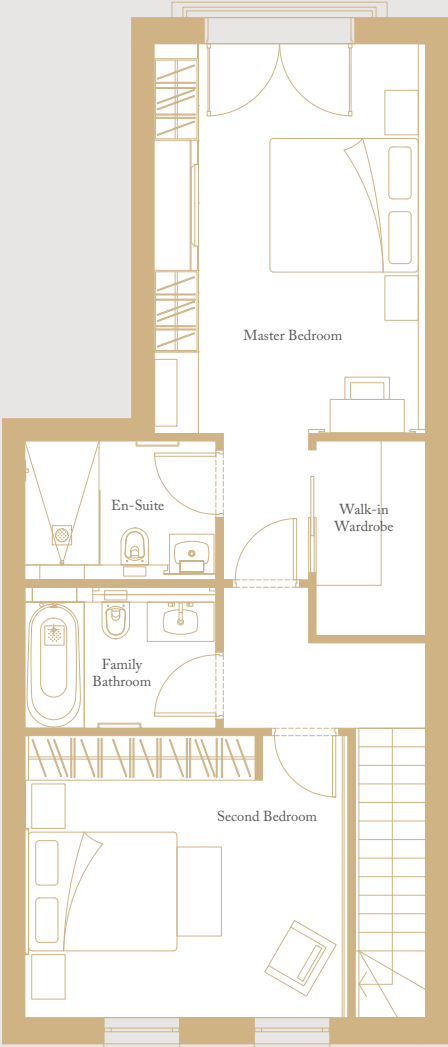 Master Bedroom
En-Suite
Walk-in
Wardrobe
Family
Bathroom
Second Bedroom